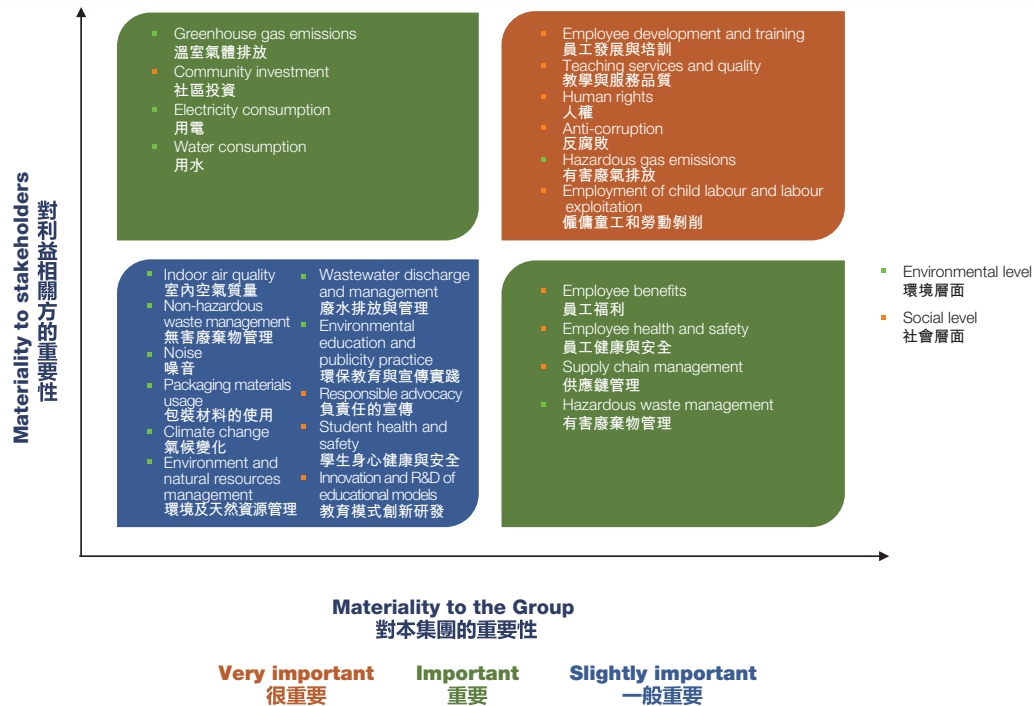 Materiality to stakeholders
對利益相關方的重要性
Greenhouse gas emissions
溫室氣體排放
Community investment
社區投資
Electricity consumption
用電
Water consumption
用水
Employee development and training
員工發展與培訓
Teaching services and quality
教學與服務品質
Human rights
人權
Anti-corruption
反腐敗
Hazardous gas emissions
有害廢氣排放
Employment of child labour and labour
exploitation
僱傭童工和勞動剝削
Indoor air quality
室內空氣質量
Non-hazardous
waste management
無害廢棄物管理
Noise
噪音
Packaging materials
usage
包裝材料的使用
Climate change
氣候變化
Environment and
natural resources
management
環境及天然資源管理
Wastewater discharge
and management
廢水排放與管理
Environmental
education and
publicity practice
環保教育與宣傳實踐
Responsible advocacy
負責任的宣傳
Student health and
safety
學生身心健康與安全
Innovation and R&D of
educational models
教育模式創新研發
Employee benefits
員工福利
Employee health and safety
員工健康與安全
Supply chain management
供應鏈管理
Hazardous waste management
有害廢棄物管理
Environmental level
環境層面
Social level
社會層面
Materiality to the Group
對本集團的重要性
Very important
很重要
Important
重要
Slightly important
一般重要